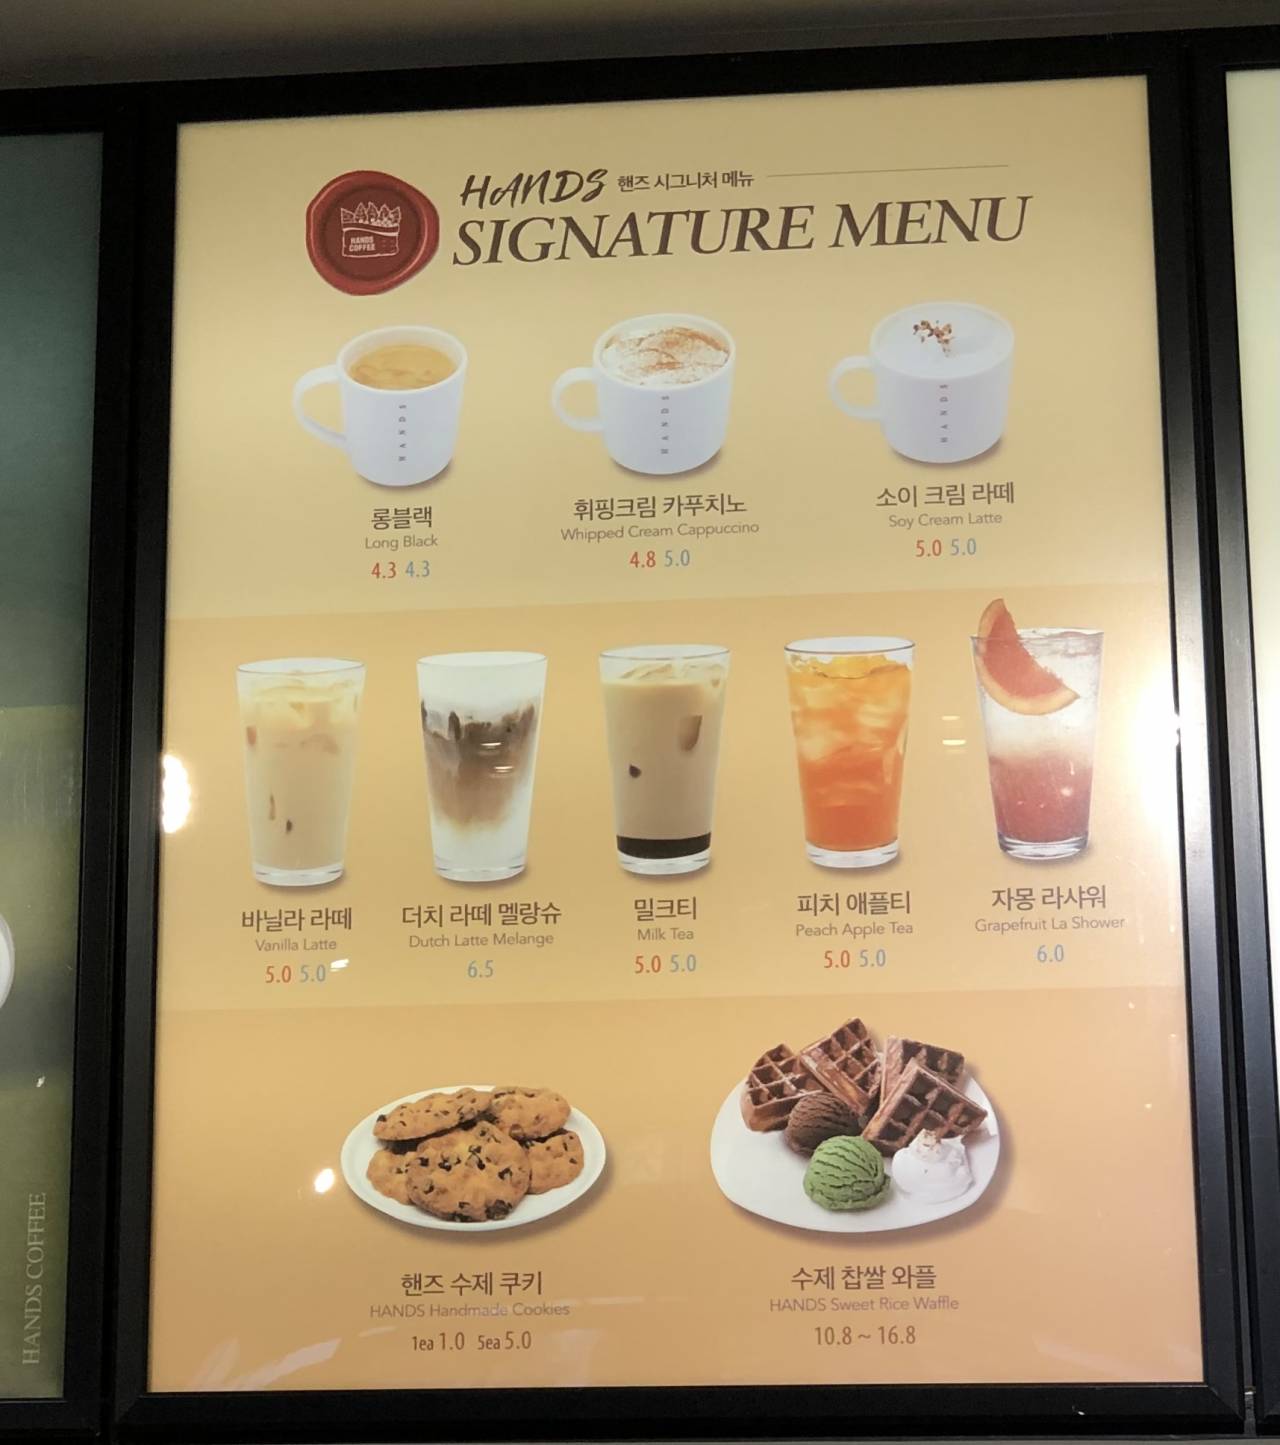 HANDS 핸즈 시그니처 메뉴
SIGNATURE MENU
HANDS
COFFEE
HANDS
HANDS
HANDS
롱블랙
Long Black
4.3 4.3
휘핑크림 카푸치노
Whipped Cream Cappuccino
4.8 5.0
소이 크림 라떼
Soy Cream Latte
5.0 5.0
바닐라 라떼
Vanilla Latte
5.0 5.0
더치 라떼 멜랑슈
Dutch Latte Melange
6.5
밀크티
Milk Tea
5.0 5.0
피치 애플티
Peach Apple Tea
5.0 5.0
자몽 라샤워
Grapefruit La Shower
6.0
핸즈 수제 쿠키
HANDS Handmade Cookies
1ea 1.0 5ea 5.0
수제 찹쌀 와플
HANDS Sweet Rice Waffle
10.8 ~ 16.8
HANDS COFFEE